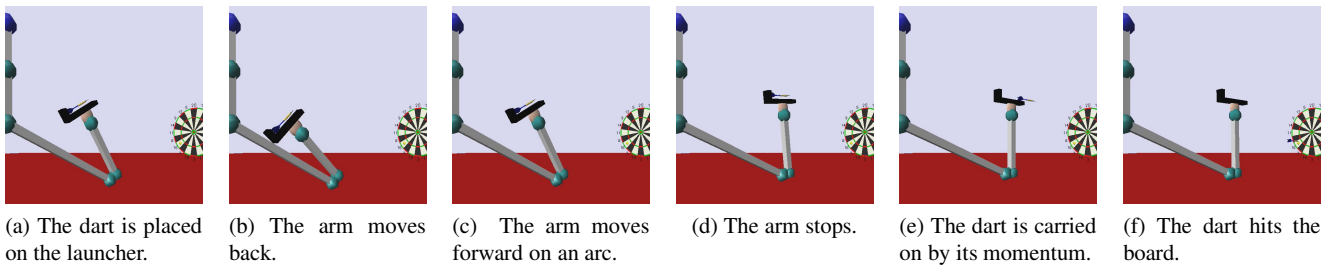 (a) The dart is placed
on the launcher.
(b) The arm moves
back.
(c) The arm moves
forward on an arc.
(d) The arm stops.
(e) The dart is carried
on by its momentum.
(f) The dart hits the
board.